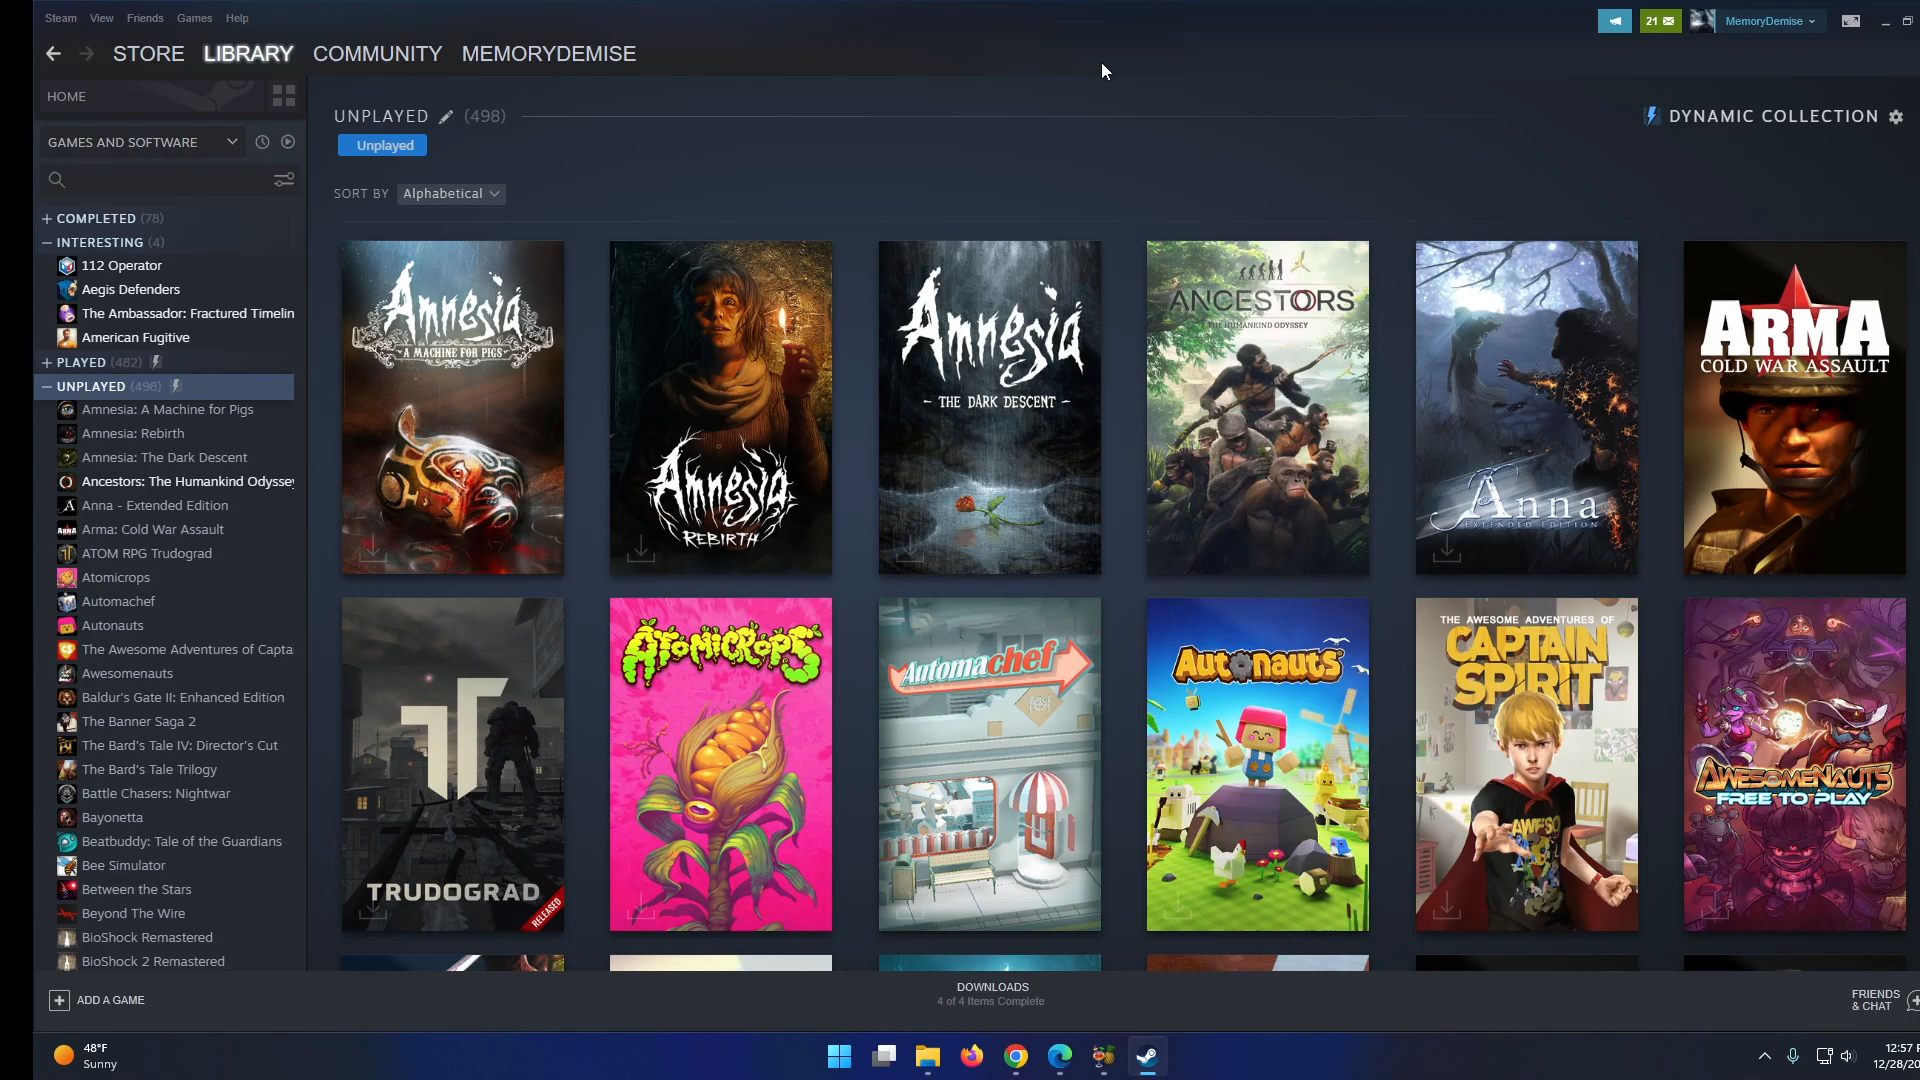 Steam View Friends Games Help
21
MemoryDemise
STORE LIBRARY COMMUNITY MEMORYDEMISE
HOME
GAMES AND SOFTWARE
COMPLETED (78)
INTERESTING (4)
112 Operator
Aegis Defenders
The Ambassador: Fractured Timelin
American Fugitive
PLAYED (482)
UNPLAYED (498)
Amnesia: A Machine for Pigs
Amnesia: Rebirth
Amnesia: The Dark Descent
Ancestors: The Humankind Odyssey
Anna - Extended Edition
Arma: Cold War Assault
ATOM RPG Trudograd
Atomicrops
Automachef
Autonauts
The Awesome Adventures of Capta
Awesomenauts
Baldur's Gate II: Enhanced Edition
The Banner Saga 2
The Bard's Tale IV: Director's Cut
The Bard's Tale Trilogy
Battle Chasers: Nightwar
Bayonetta
Beatbuddy: Tale of the Guardians
Bee Simulator
Between the Stars
Beyond The Wire
BioShock Remastered
BioShock 2 Remastered
ADD A GAME
UNPLAYED (498)
Unplayed
DYNAMIC COLLECTION
SORT BY Alphabetical
Amnesia
A MACHINE FOR PIGS
Amnesia
REBIRTH
Amnesia
- THE DARK DESCENT -
ANCESTORS
THE HUMANKIND ODYSSEY
Anna
EXTENDED EDITION
ARMA
COLD WAR ASSAULT
TRUDOGRAD
RELEASED
ATOMICROPS
Automachef
Autonauts
THE AWESOME ADVENTURES OF
CAPTAIN
SPIRIT
AWESO
AWESOMENAUTS
FREE TO PLAY
DOWNLOADS
4 of 4 Items Complete
FRIENDS
& CHAT
48°F
Sunny
12:57
12/28/20